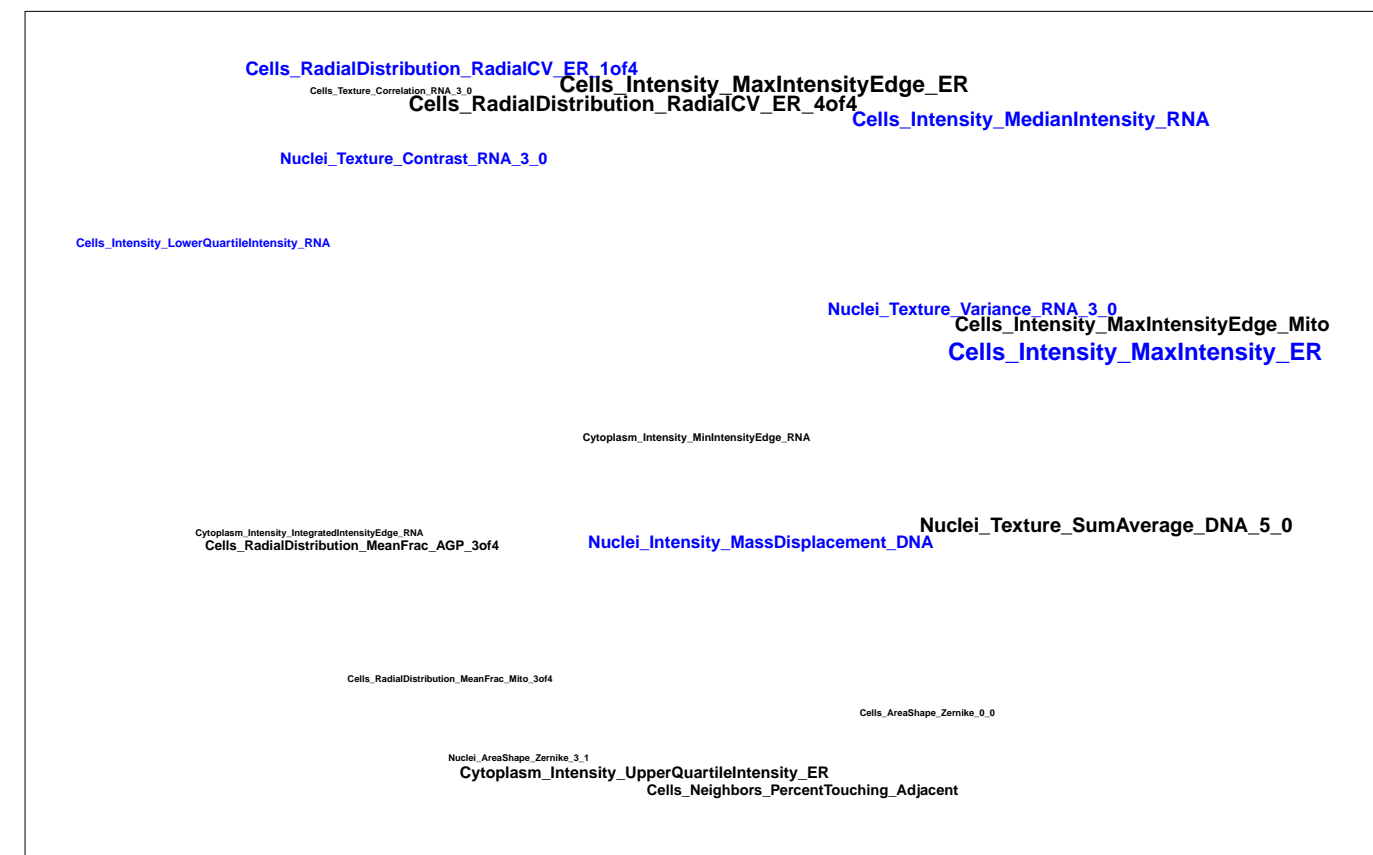 Cells_RadialDistribution_RadialCV_ER_1of4
Cells_Intensity_MaxIntensityEdge_ER
Cells_Texture_Correlation_RNA_3_0
Cells_RadialDistribution_RadialCV_ER_4of4
Cells_Intensity_MedianIntensity_RNA
Nuclei_Texture_Contrast_RNA_3_0
Cells_Intensity_LowerQuartileIntensity_RNA
Nuclei_Texture_Variance_RNA_3_0
Cells_Intensity_MaxIntensityEdge_Mito
Cells_Intensity_MaxIntensity_ER
Cytoplasm_Intensity_MinIntensityEdge_RNA
Nuclei_Texture_SumAverage_DNA_5_0
Cytoplasm_Intensity_IntegratedIntensityEdge_RNA
Nuclei_Intensity_MassDisplacement_DNA
Cells_RadialDistribution_MeanFrac_AGP_3of4
Cells_RadialDistribution_MeanFrac_Mito_3of4
Cells_AreaShape_Zernike_0_0
Nuclei_AreaShape_Zernike_3_1
Cytoplasm_Intensity_UpperQuartileIntensity_ER
Cells_Neighbors_PercentTouching_Adjacent